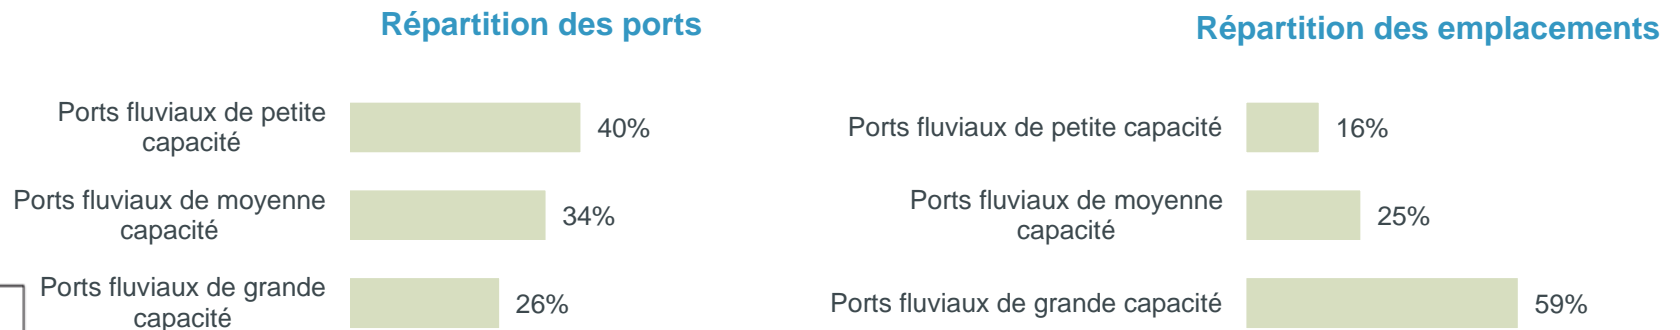 Répartition des ports
Ports fluviaux de petite
capacité
40%
Ports fluviaux de moyenne
capacité
34%
Ports fluviaux de grande
capacité
26%
Répartition des emplacements
Ports fluviaux de petite capacité
16%
Ports fluviaux de moyenne
capacité
25%
Ports fluviaux de grande capacité
59%